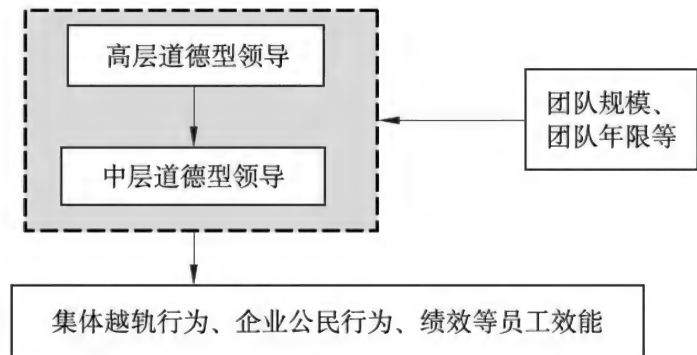 高层道德型领导
团队规模、
团队年限等
中层道德型领导
集体越轨行为、企业公民行为、绩效等员工效能